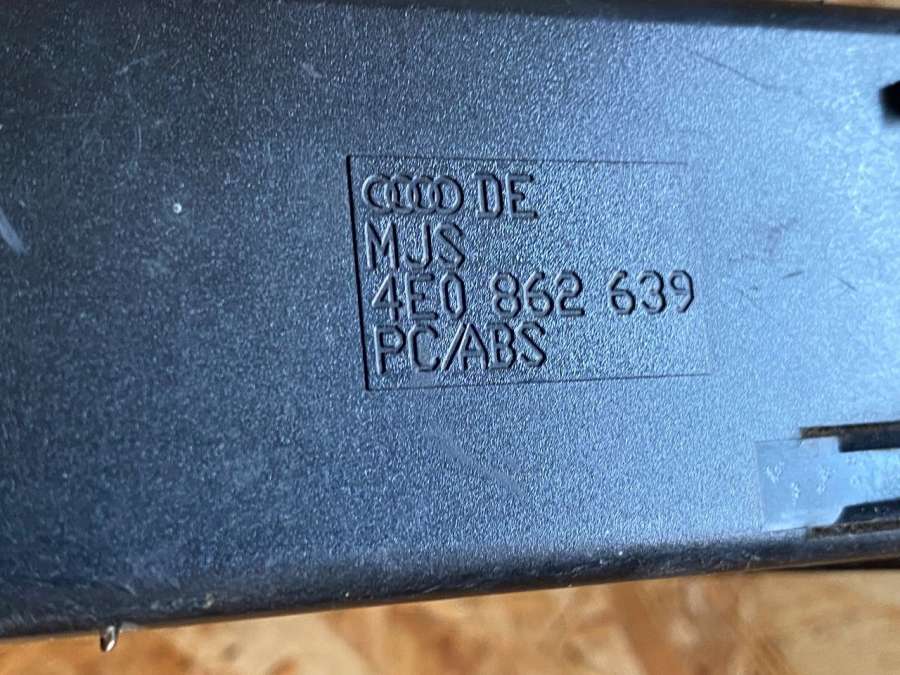 DE
MJS
4E0 862 639
PC/ABS